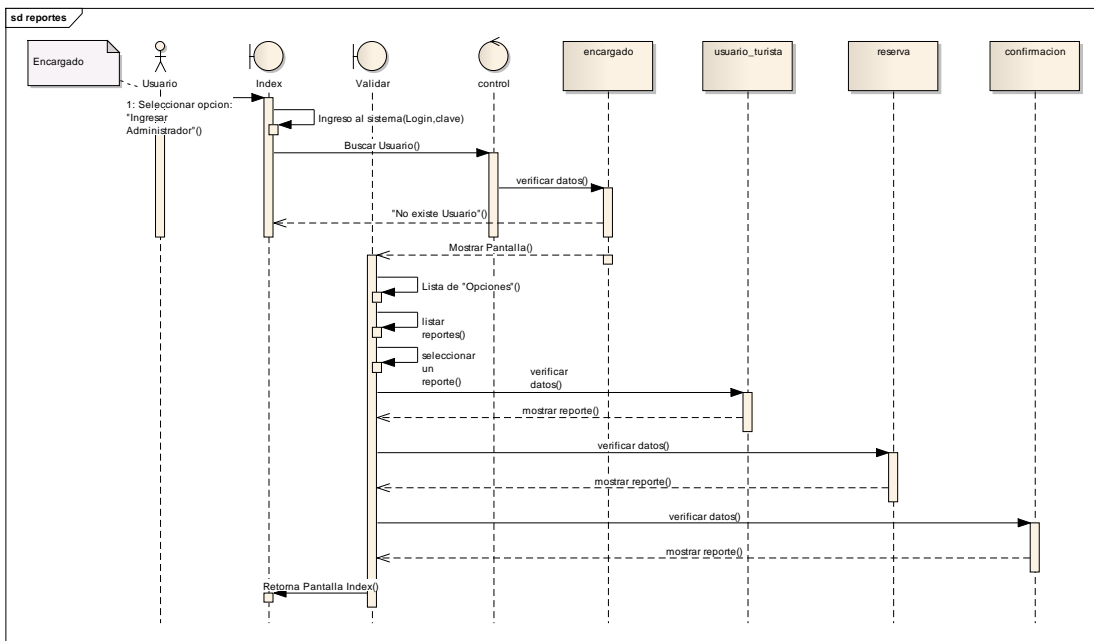 sd reportes
Encargado
Usuario
Index
Validar
control
encargado
usuario_turista
reserva
confirmacion
1: Seleccionar opcion:
"Ingresar
Administrador"()
Ingreso al sistema(Login,clave)
Buscar Usuario()
verificar datos()
"No existe Usuario"()
Mostrar Pantalla()
Lista de "Opciones"()
listar
reportes()
seleccionar
un
reporte()
verificar
datos()
mostrar reporte()
verificar datos()
mostrar reporte()
verificar datos()
mostrar reporte()
Retorna Pantalla Index()